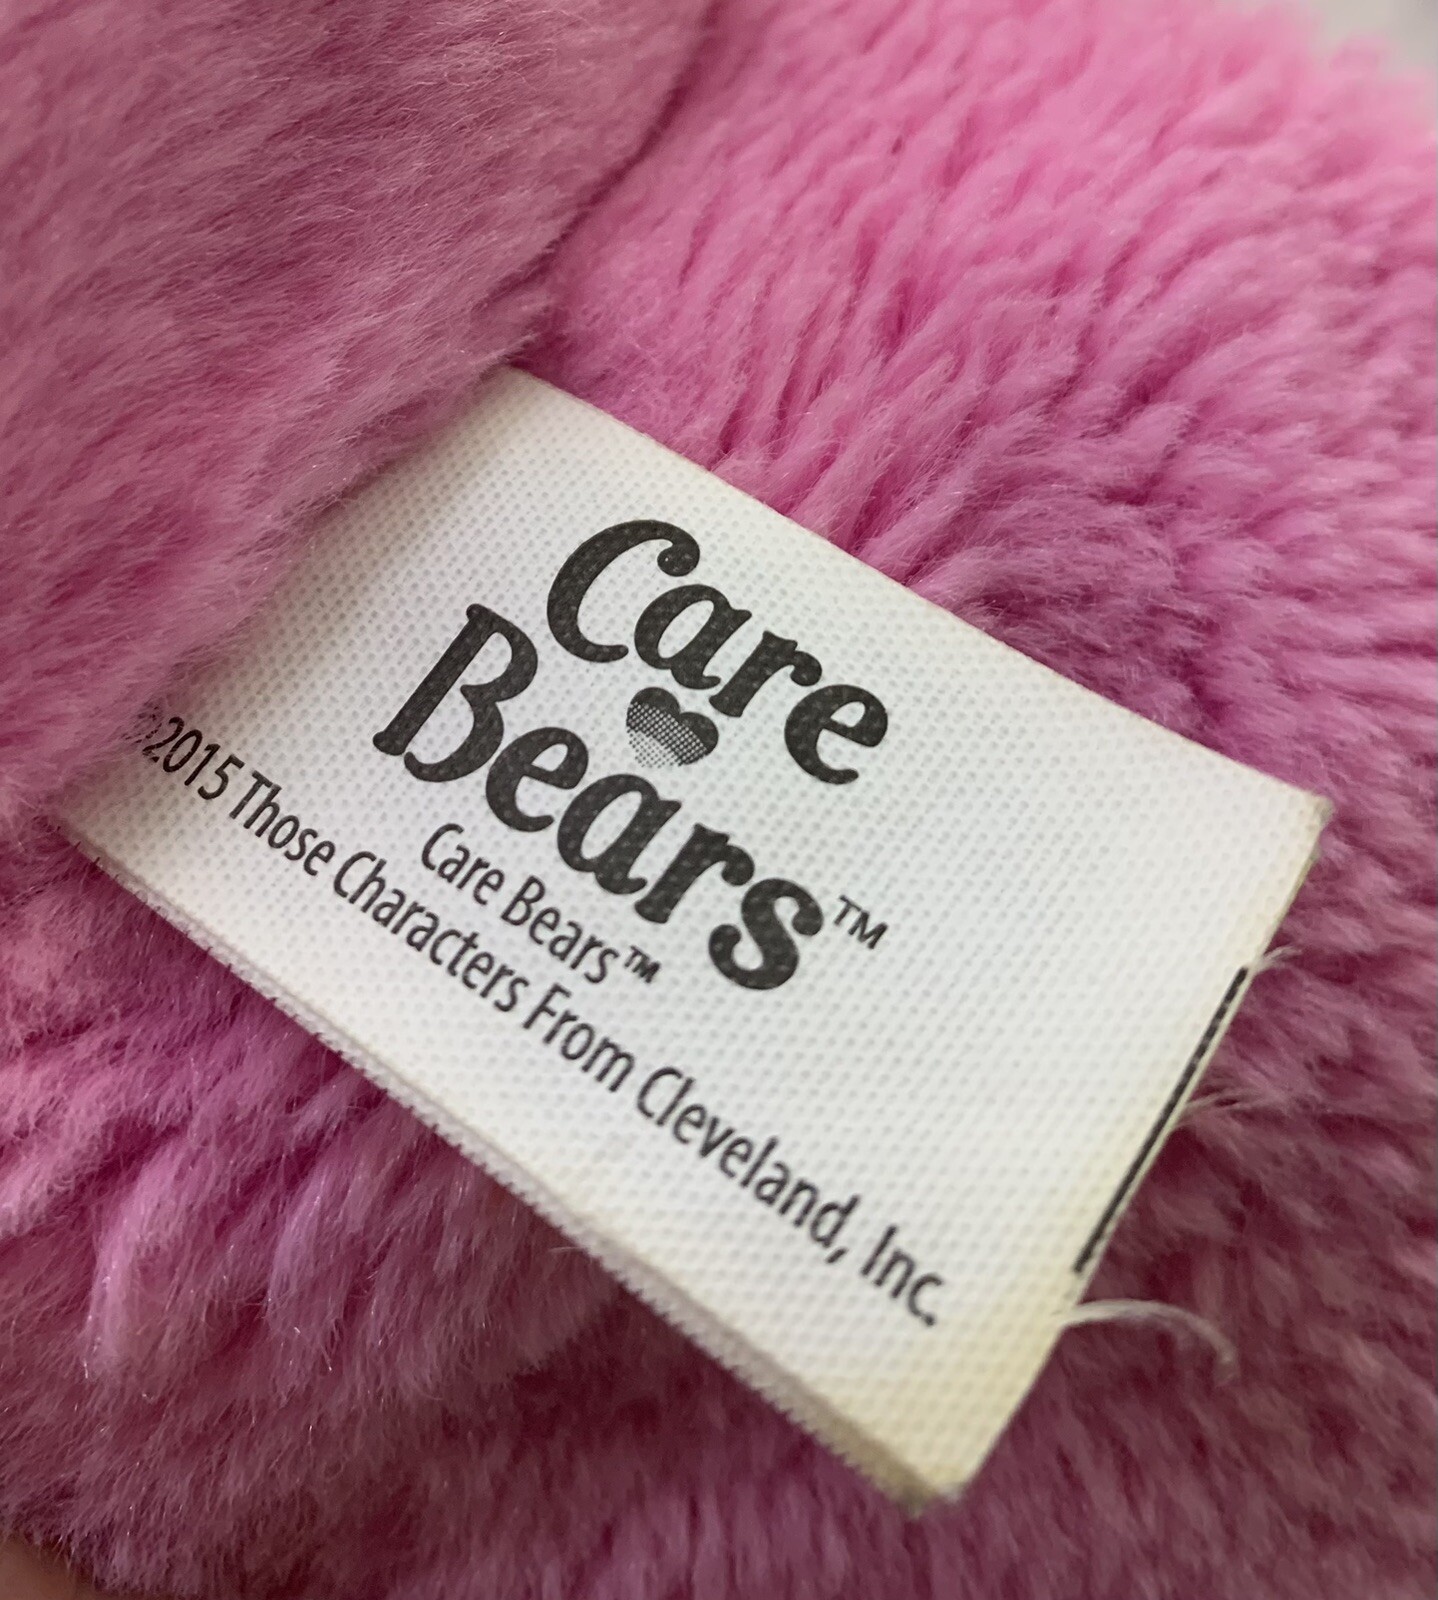 Care
Bears™
Care Bears™
©2015 Those Characters From Cleveland, Inc.